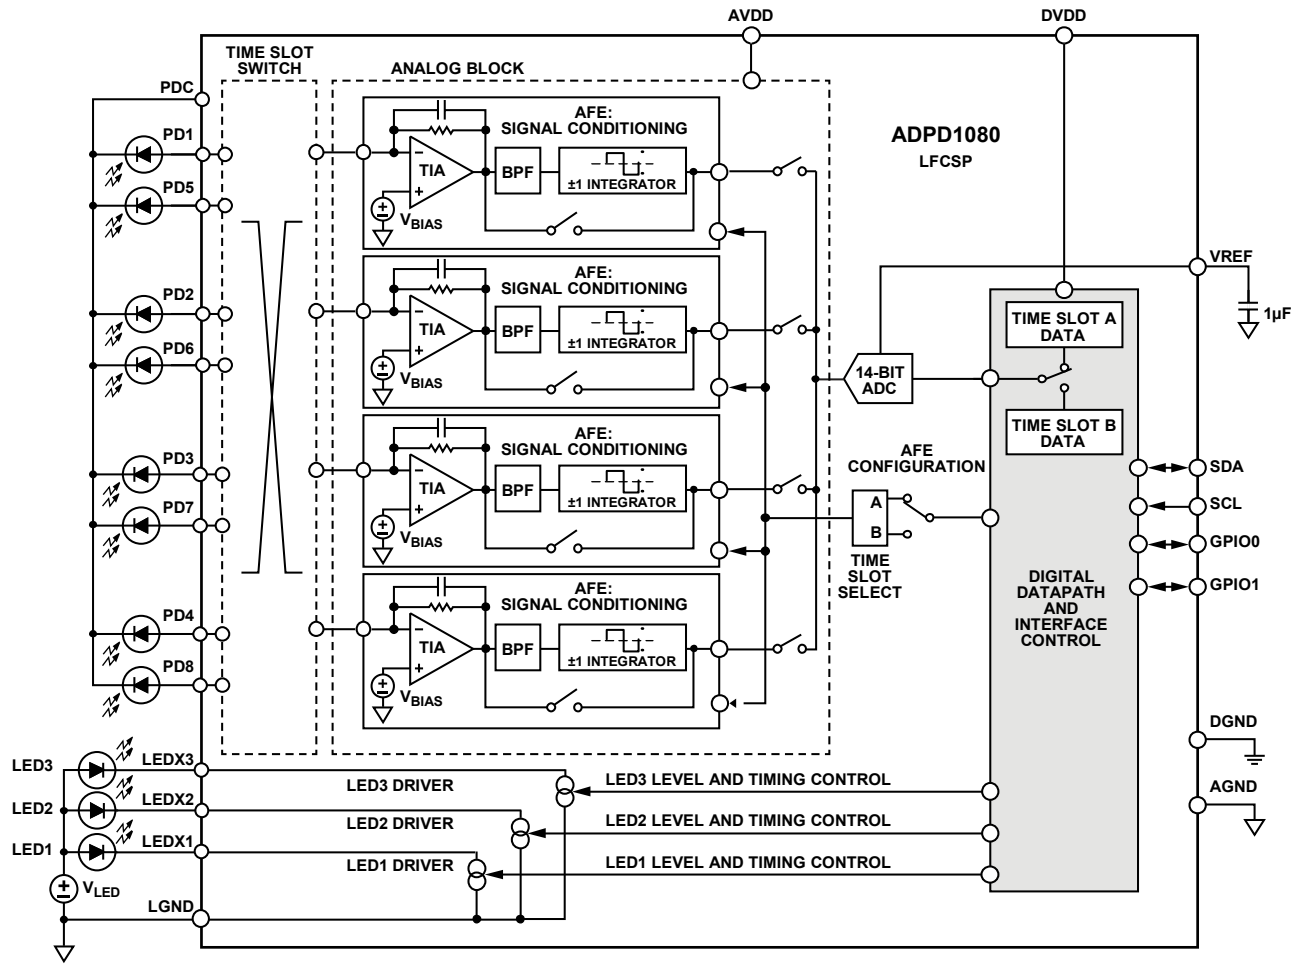 AVDD
DVDD
TIME SLOT
SWITCH
ANALOG BLOCK
PDC
PD1
PD5
PD2
PD6
PD3
PD7
PD4
PD8
AFE:
SIGNAL CONDITIONING
TIA
BPF
±1 INTEGRATOR
VBIAS
AFE:
SIGNAL CONDITIONING
TIA
BPF
±1 INTEGRATOR
VBIAS
AFE:
SIGNAL CONDITIONING
TIA
BPF
±1 INTEGRATOR
VBIAS
AFE:
SIGNAL CONDITIONING
TIA
BPF
±1 INTEGRATOR
VBIAS
ADPD1080
LFCSP
VREF
1µF
14-BIT
ADC
TIME SLOT A
DATA
TIME SLOT B
DATA
AFE
CONFIGURATION
A
B
TIME
SLOT
SELECT
DIGITAL
DATAPATH
AND
INTERFACE
CONTROL
SDA
SCL
GPIO0
GPIO1
DGND
AGND
LED3
LEDX3
LED3 DRIVER
LED3 LEVEL AND TIMING CONTROL
LED2
LEDX2
LED2 DRIVER
LED2 LEVEL AND TIMING CONTROL
LED1
LEDX1
LED1 DRIVER
LED1 LEVEL AND TIMING CONTROL
VLED
LGND